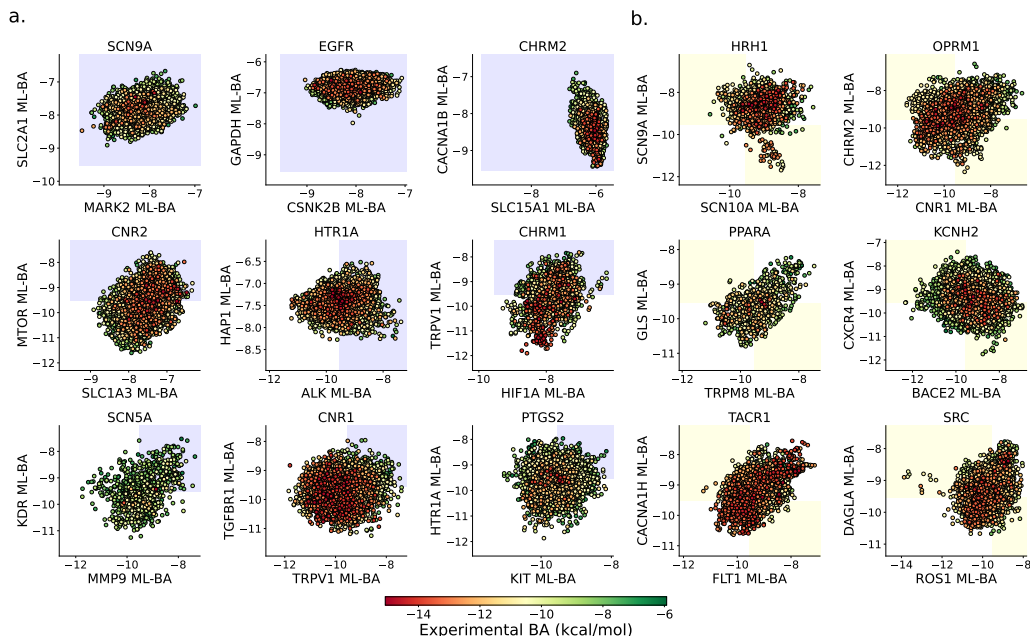 a.
b.
SCN9A
EGFR
CHRM2
HRH1
OPRM1
SLC2A1 ML-BA
−7
−8
−9
−10
−9
−8
−7
MARK2 ML-BA
GAPDH ML-BA
−6
−7
−8
−9
−9
−8
−7
CSNK2B ML-BA
CACNA1B ML-BA
−7
−8
−9
−9
−8
−7
−6
SLC15A1 ML-BA
SCN9A ML-BA
−8
−10
−12
−10
−8
SCN10A ML-BA
CHRM2 ML-BA
−8
−10
−12
−12
−10
−8
CNR1 ML-BA
CNR2
HTR1A
CHRM1
PPARA
KCNH2
MTOR ML-BA
−8
−9
−10
−11
−12
−9
−8
−7
SLC1A3 ML-BA
HAP1 ML-BA
−6.5
−7.0
−7.5
−8.0
−8.5
−10
−8
ALK ML-BA
TRPV1 ML-BA
−8
−9
−10
−11
−12
−10
−8
HIF1A ML-BA
GLS ML-BA
−8
−9
−10
−11
−10
−8
TRPM8 ML-BA
CXCR4 ML-BA
−8
−9
−10
−11
−12
−10
−8
BACE2 ML-BA
SCN5A
CNR1
PTGS2
TACR1
SRC
KDR ML-BA
−8
−9
−10
−11
−12
−10
−8
MMP9 ML-BA
TGFBR1 ML-BA
−8
−9
−10
−11
−12
−10
−8
TRPV1 ML-BA
HTR1A ML-BA
−8
−9
−10
−11
−12
−10
−8
KIT ML-BA
CACNA1H ML-BA
−8
−9
−10
−11
−12
−10
−8
FLT1 ML-BA
DAGLA ML-BA
−8
−9
−10
−11
−14
−12
−10
−8
ROS1 ML-BA
−14
−12
−10
−8
−6
Experimental BA (kcal/mol)